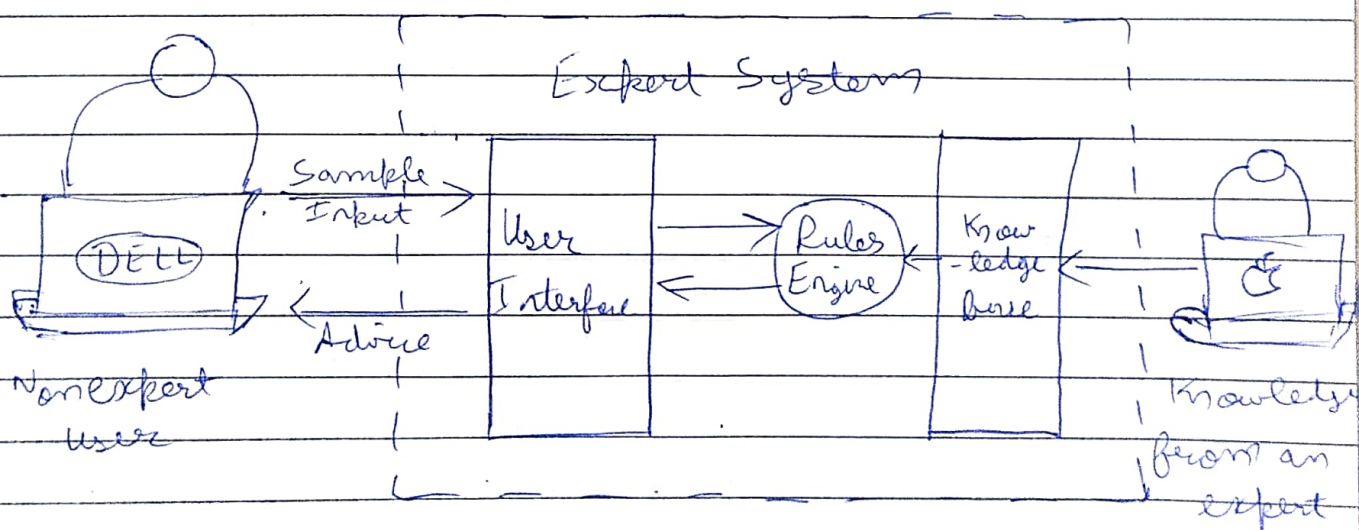 Expert System
Sample
Input
DELL
Advice
Nonexpert
User
User
Interface
Rules
Engine
Know
-ledge
base
Knowledge
from an
expert